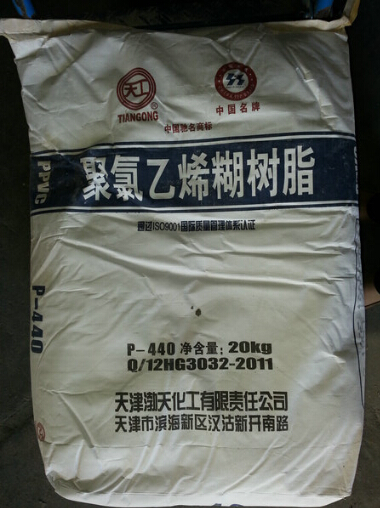 天工
TIANGONG®
中国名牌
中国驰名商标
PPVC
聚氯乙烯糊树脂
通过ISO9001国际质量管理体系认证
P-440
P-440 净含量: 20kg
Q/12HG3032-2011
天津渤天化工有限责任公司
天津市滨海新区汉沽新开南路